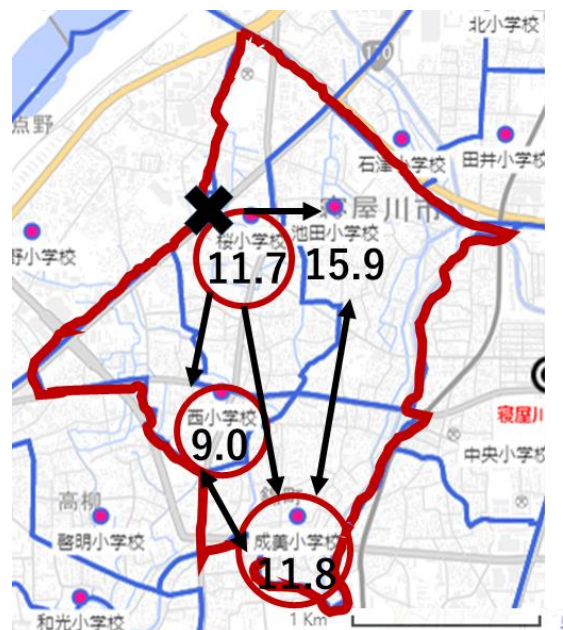 北小学校
170
点野
石津小学校
田井小学校
寝屋川市
野小学校
桜小学校
池田小学校
11.7
15.9
西小学校
9.0
寝屋川
中央小学校
高柳
錦町
啓明小学校
成美小学校
11.8
和光小学校
1 Km